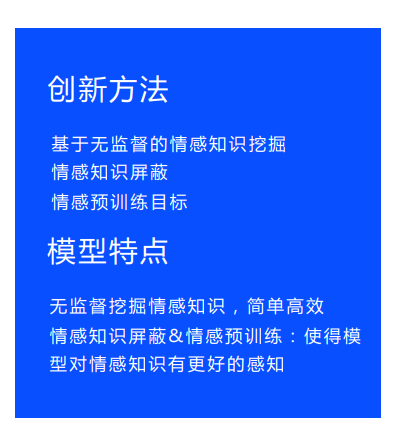 创新方法
基于无监督的情感知识挖掘
情感知识屏蔽
情感预训练目标
模型特点
无监督挖掘情感知识，简单高效
情感知识屏蔽&情感预训练：使得模
型对情感知识有更好的感知